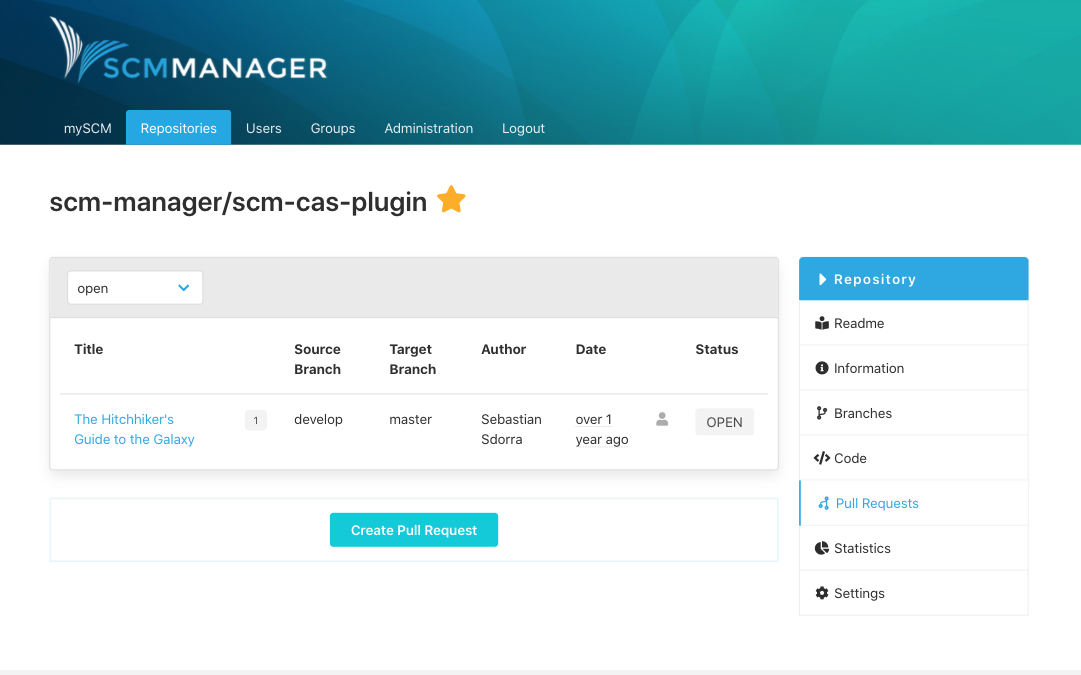 SCMMANAGER
mySCM Repositories Users Groups Administration Logout
scm-manager/scm-cas-plugin
open
Title Source Branch Target Branch Author Date Status
The Hitchhiker's
Guide to the Galaxy
1
develop
master
Sebastian
Sdorra
over 1
year ago
OPEN
Create Pull Request
Repository
Readme
Information
Branches
Code
Pull Requests
Statistics
Settings